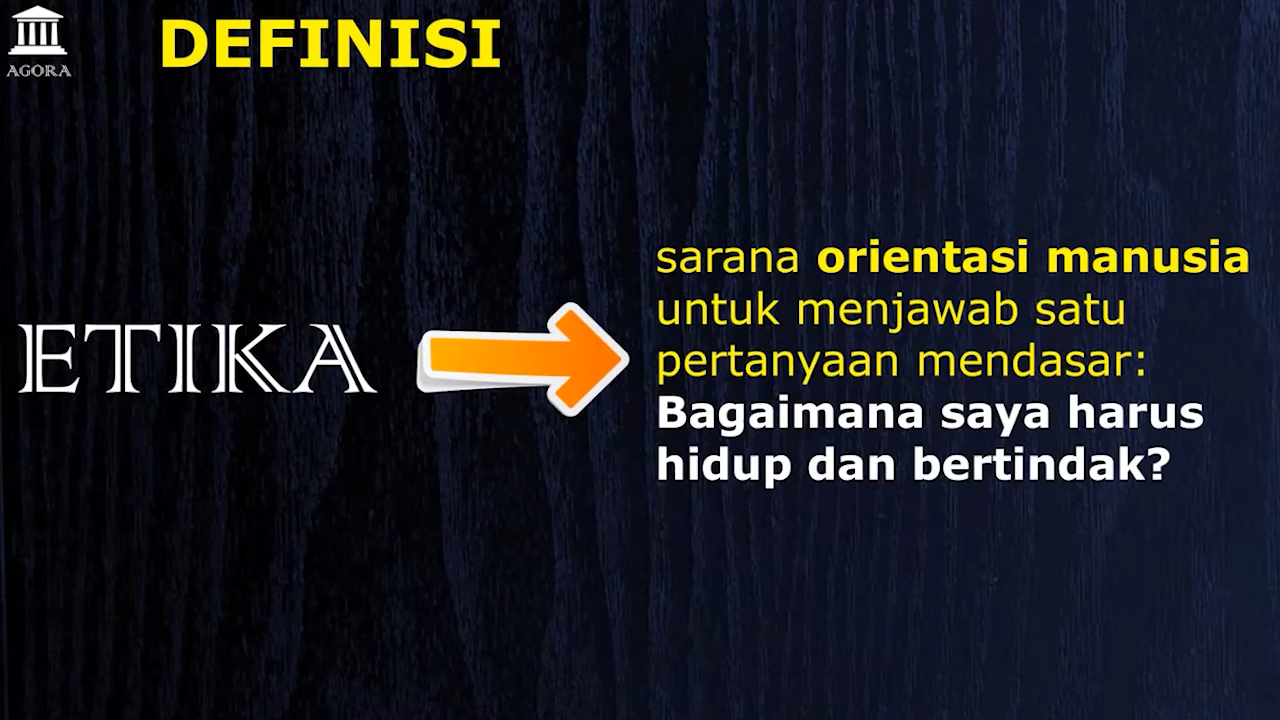 AGORA
DEFINISI
ETIKA
sarana orientasi manusia
untuk menjawab satu
pertanyaan mendasar:
Bagaimana saya harus
hidup dan bertindak?